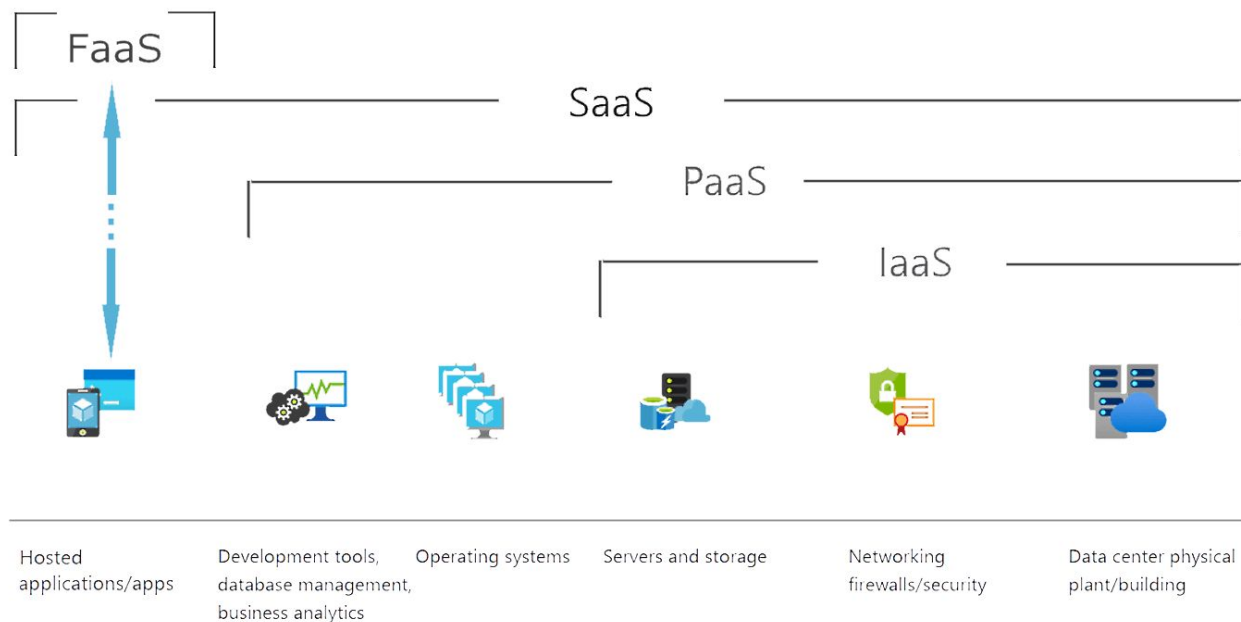 FaaS
SaaS
PaaS
IaaS
Hosted
applications/apps
Development tools,
database management,
business analytics
Operating systems
Servers and storage
Networking
firewalls/security
Data center physical
plant/building